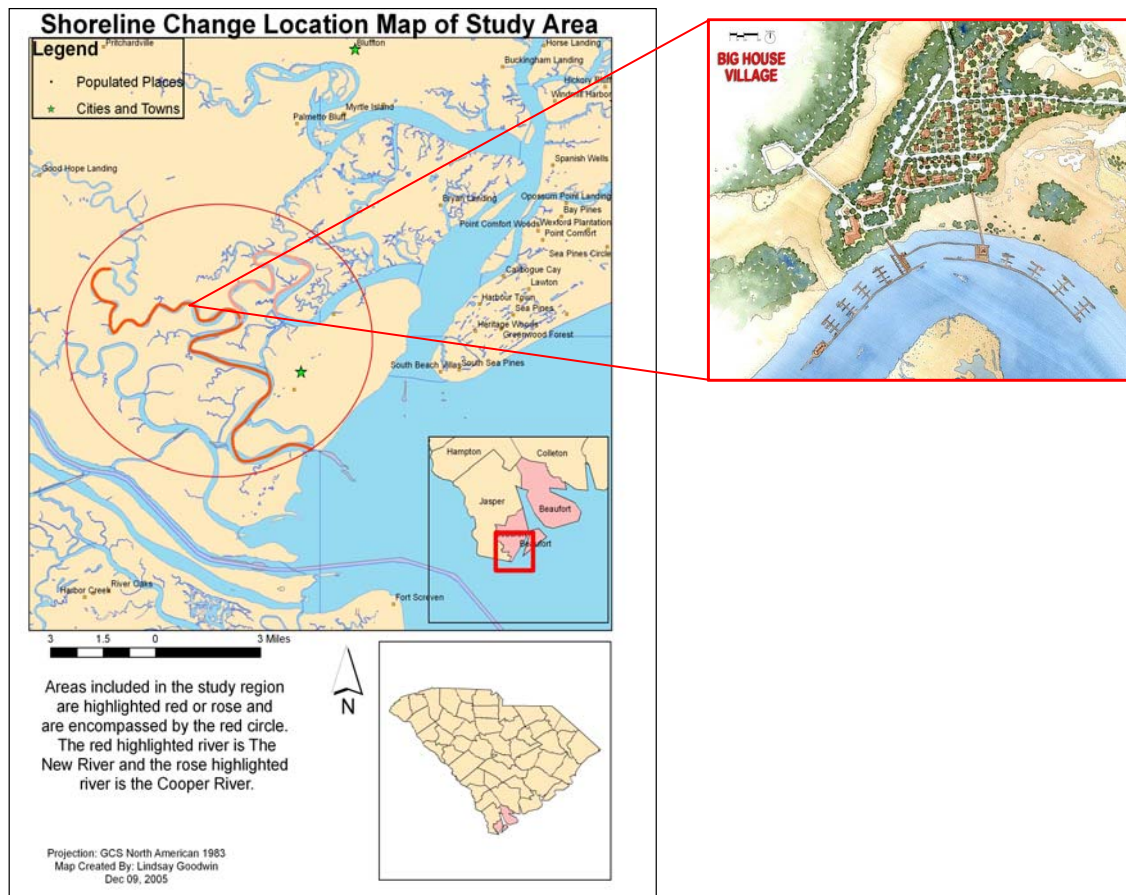 Shoreline Change Location Map of Study Area
Legend
Populated Places
Cities and Towns
Pritchardville
Bluffton
Horse Landing
Buckingham Landing
Hickory Bluff
Windmill Harbor
Myrtle Island
Palmetto Bluff
Good Hope Landing
Spanish Wells
Bryan Landing
Opossum Point Landing
Bay Pines
Point Comfort Woods
Wexford Plantation
Point Comfort
Sea Pines Circle
Calibogue Cay
Lawton
Harbour Town
Sea Pines
Heritage Woods
Greenwood Forest
South Beach Villas
South Sea Pines
Hampton
Colleton
Jasper
Beaufort
Beaufort
River Oaks
Harbor Creek
Fort Screven
3 1.5 0 3 Miles
N
Areas included in the study region
are highlighted red or rose and
are encompassed by the red circle.
The red highlighted river is The
New River and the rose highlighted
river is the Cooper River.
Projection: GCS North American 1983
Map Created By: Lindsay Goodwin
Dec 09, 2005
BIG HOUSE
VILLAGE